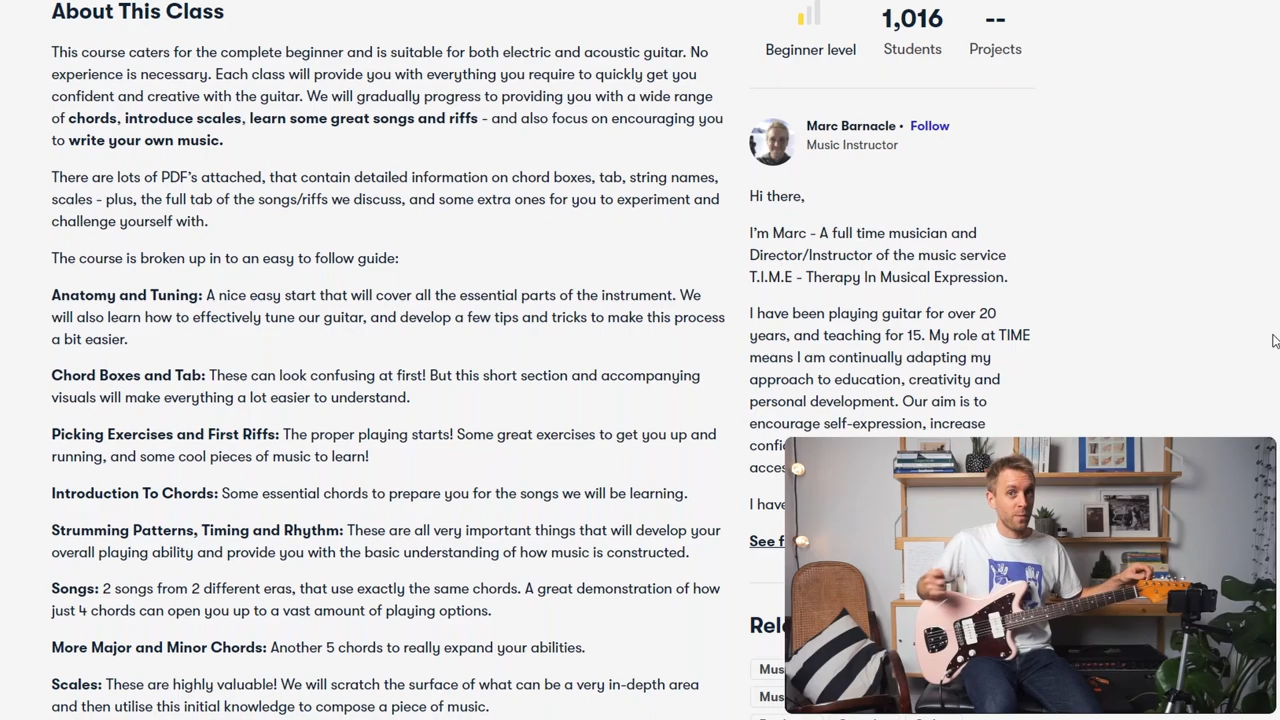 About This Class
This course caters for the complete beginner and is suitable for both electric and acoustic guitar. No
experience is necessary. Each class will provide you with everything you require to quickly get you
confident and creative with the guitar. We will gradually progress to providing you with a wide range
of chords, introduce scales, learn some great songs and riffs - and also focus on encouraging you
to write your own music.
There are lots of PDF's attached, that contain detailed information on chord boxes, tab, string names,
scales - plus, the full tab of the songs/riffs we discuss, and some extra ones for you to experiment and
challenge yourself with.
The course is broken up in to an easy to follow guide:
Anatomy and Tuning: A nice easy start that will cover all the essential parts of the instrument. We
will also learn how to effectively tune our guitar, and develop a few tips and tricks to make this process
a bit easier.
Chord Boxes and Tab: These can look confusing at first! But this short section and accompanying
visuals will make everything a lot easier to understand.
Picking Exercises and First Riffs: The proper playing starts! Some great exercises to get you up and
running, and some cool pieces of music to learn!
Introduction To Chords: Some essential chords to prepare you for the songs we will be learning.
Strumming Patterns, Timing and Rhythm: These are all very important things that will develop your
overall playing ability and provide you with the basic understanding of how music is constructed.
Songs: 2 songs from 2 different eras, that use exactly the same chords. A great demonstration of how
just 4 chords can open you up to a vast amount of playing options.
More Major and Minor Chords: Another 5 chords to really expand your abilities.
Scales: These are highly valuable! We will scratch the surface of what can be a very in-depth area
and then utilise this initial knowledge to compose a piece of music.
1,016 --
Beginner level Students Projects
Marc Barnacle • Follow
Music Instructor
Hi there,
I'm Marc - A full time musician and
Director/Instructor of the music service
T.I.M.E - Therapy In Musical Expression.
I have been playing guitar for over 20
years, and teaching for 15. My role at TIME
means I am continually adapting my
approach to education, creativity and
personal development. Our aim is to
encourage self-expression, increase
I have
See